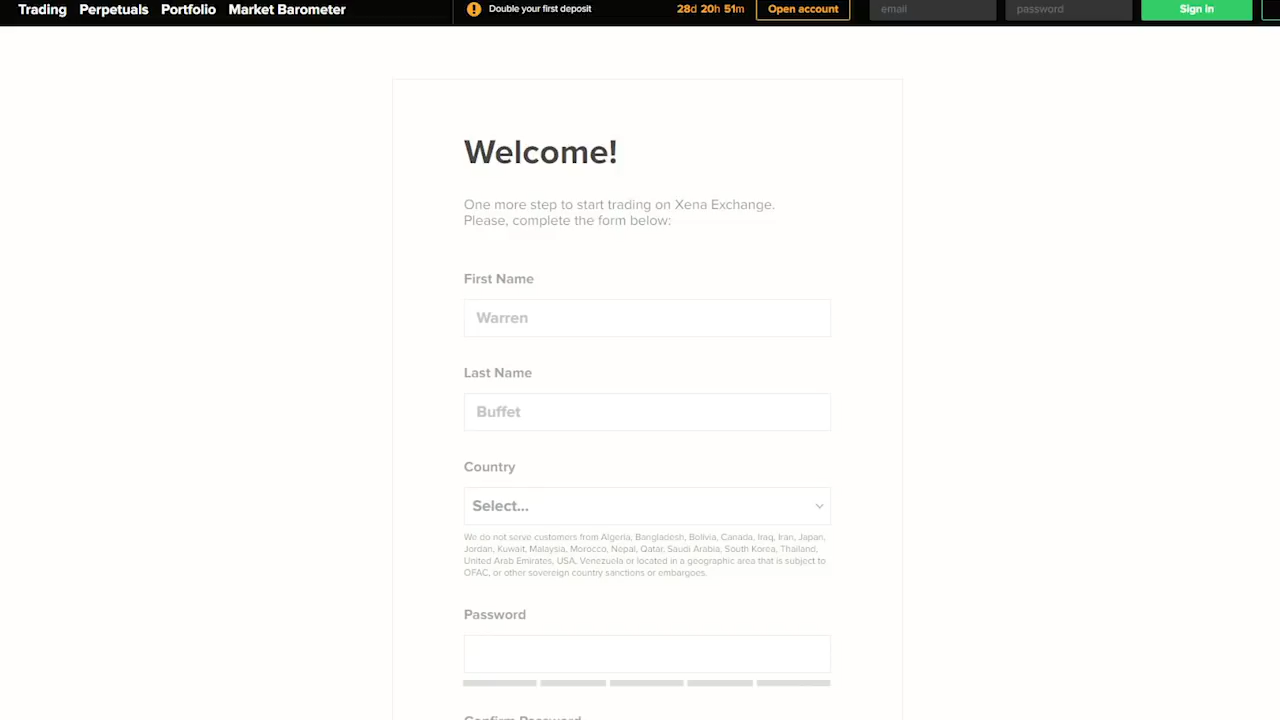 Trading Perpetuals Portfolio Market Barometer Double your first deposit 28d 20h 51m Open account email password Sign in
Welcome!
One more step to start trading on Xena Exchange.
Please, complete the form below:
First Name
Warren
Last Name
Buffet
Country
Select...
We do not serve customers from Algeria, Bangladesh, Bolivia, Canada, Iraq, Iran, Japan,
Jordan, Kuwait, Malaysia, Morocco, Nepal, Qatar, Saudi Arabia, South Korea, Thailand,
United Arab Emirates, USA, Venezuela or located in a geographic area that is subject to
OFAC, or other sovereign country sanctions or embargoes.
Password
Confirm Password